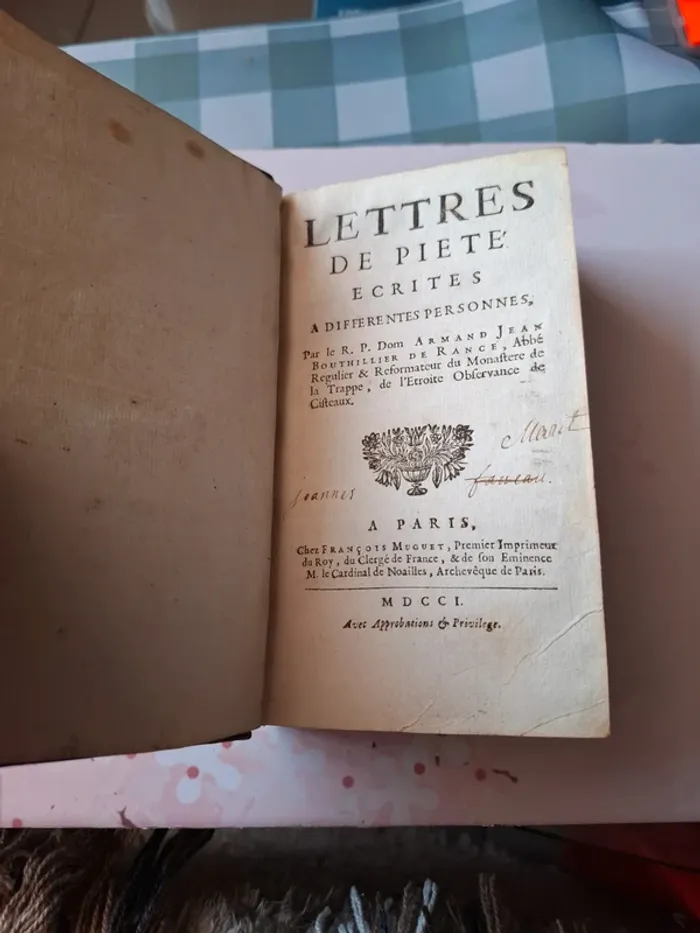 LETTRES
DE PIETE'
ECRITES
A DIFFERENTES PERSONNES,
Par le R. P. Dom ARMAND JEAN
BOUTHILLIER DE RANCE, Abbé
Regulier & Reformateur du Monastere de
la Trappe, de l'Etroite Observance de
Cisteaux.
Marit
joannes
A PARIS,
Chez FRANÇOIS MUGUET, Premier Imprimeur
du Roy, du Clergé de France, & de son Eminence
M. le Cardinal de Noailles, Archevêque de Paris.
MDCCI.
Avec Approbations & Privilege.